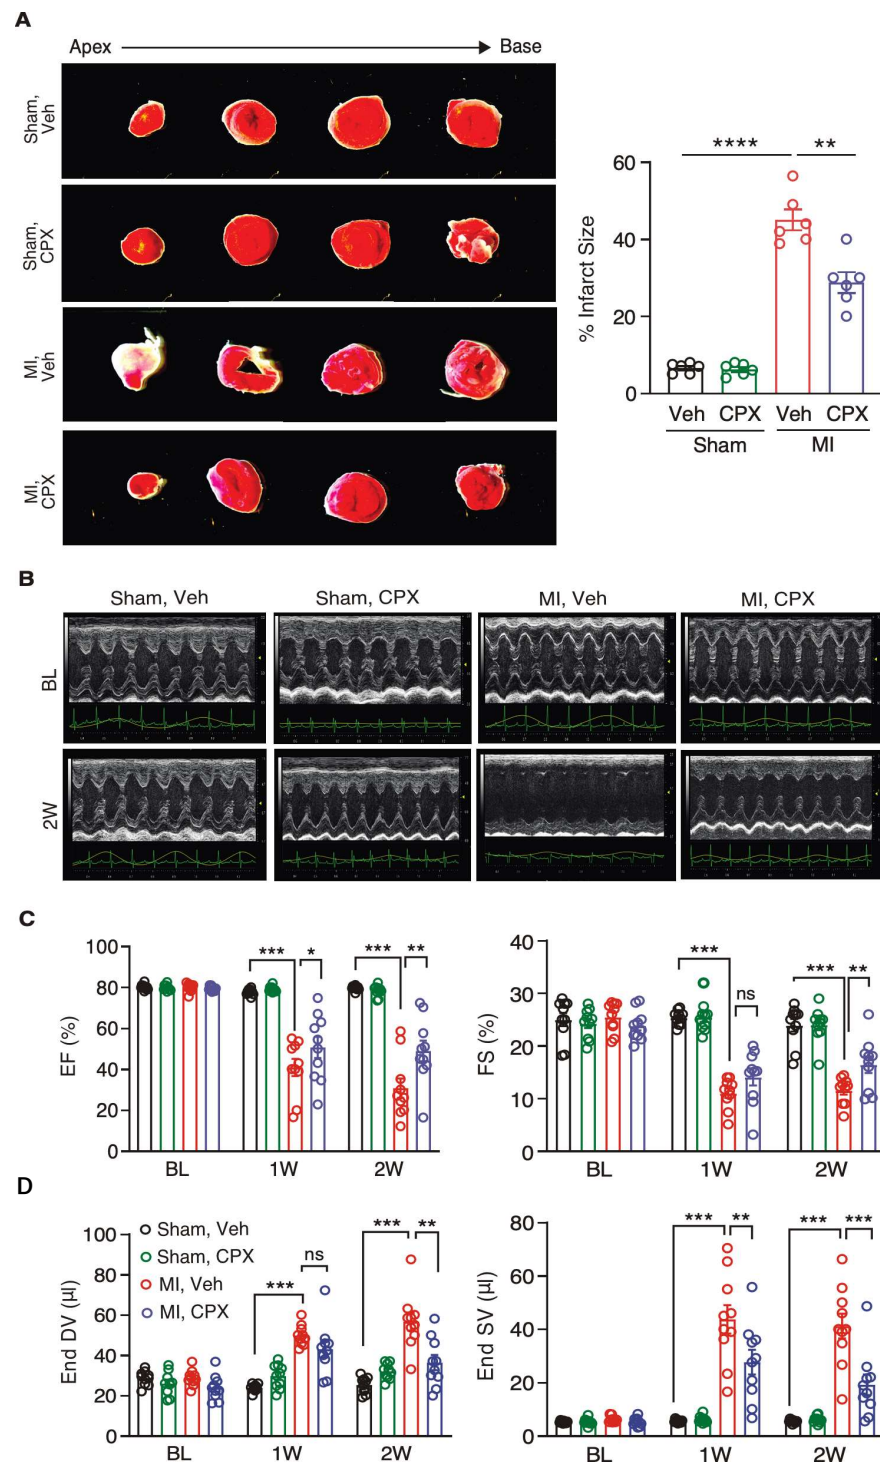 A
Apex
Base
Sham,
Veh
Sham,
CPX
MI,
Veh
MI,
CPX
% Infarct Size
60
40
20
0
****
**
Veh CPX Veh CPX
Sham MI
B
Sham, Veh Sham, CPX MI, Veh MI, CPX
BL
2W
C
EF (%)
100
80
60
40
20
0
*** * *** **
BL 1W 2W
FS (%)
40
30
20
10
0
*** ns *** **
BL 1W 2W
D
End DV (µl)
100
80
60
40
20
0
Sham, Veh
Sham, CPX
MI, Veh
MI, CPX
*** ns *** **
BL 1W 2W
End SV (µl)
80
60
40
20
0
*** ** *** ***
BL 1W 2W